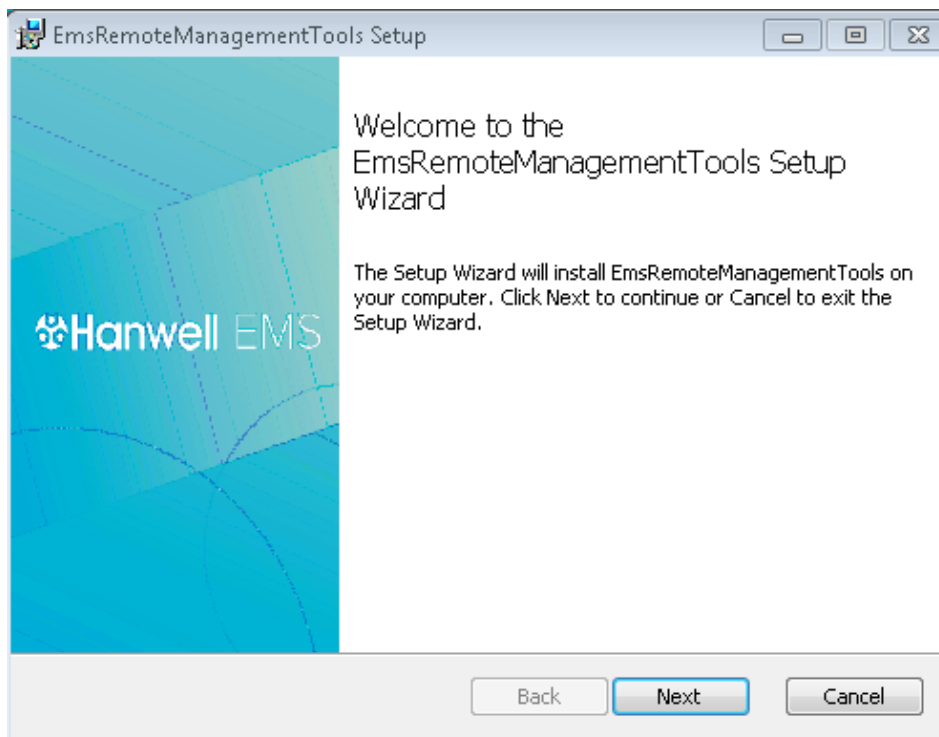 EmsRemoteManagementTools Setup
Welcome to the
EmsRemoteManagementTools Setup
Wizard
The Setup Wizard will install EmsRemoteManagementTools on
your computer. Click Next to continue or Cancel to exit the
Setup Wizard.
Hanwell EMS
Back
Next
Cancel